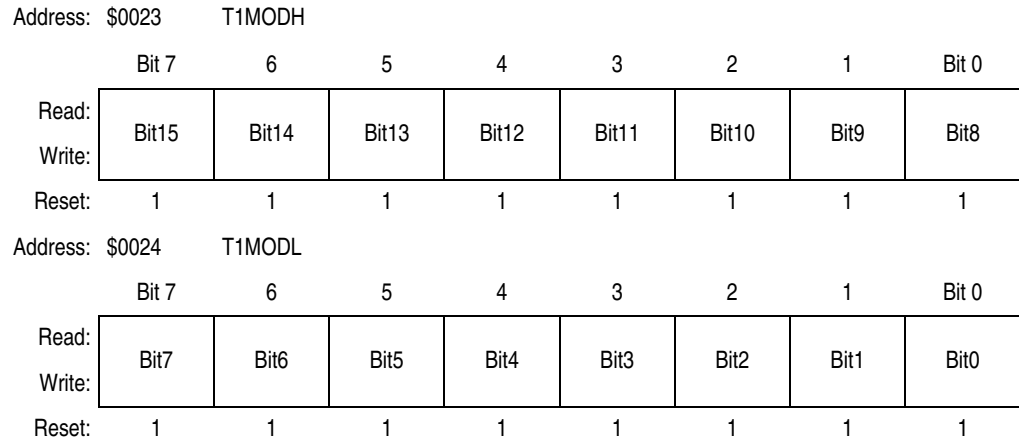 Address: $0023 T1MODH
Bit 7 6 5 4 3 2 1 Bit 0
Read:
Bit15 Bit14 Bit13 Bit12 Bit11 Bit10 Bit9 Bit8
Write:
Reset: 1 1 1 1 1 1 1 1
Address: $0024 T1MODL
Bit 7 6 5 4 3 2 1 Bit 0
Read:
Bit7 Bit6 Bit5 Bit4 Bit3 Bit2 Bit1 Bit0
Write:
Reset: 1 1 1 1 1 1 1 1